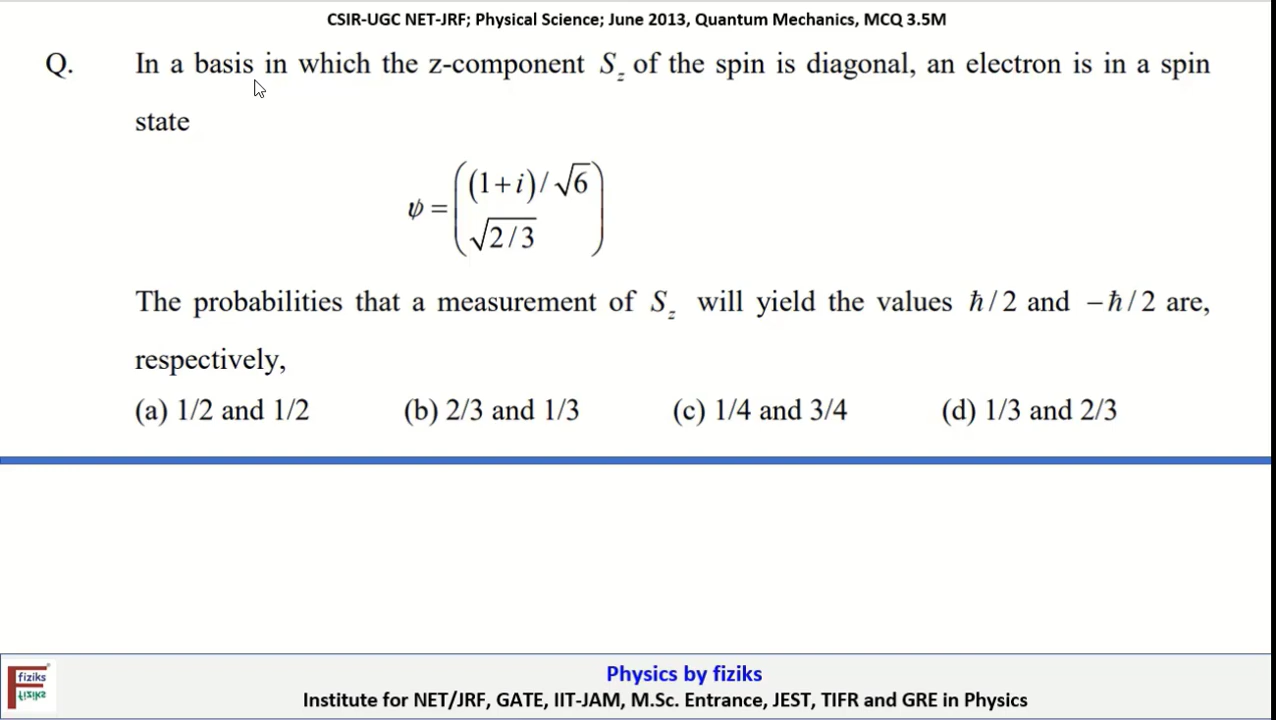 CSIR-UGC NET-JRF; Physical Science; June 2013, Quantum Mechanics, MCQ 3.5M
Q. In a basis in which the z-component S_z of the spin is diagonal, an electron is in a spin
state
ψ = ( (1+i)/√6
√2/3 )
The probabilities that a measurement of S_z will yield the values ℏ/2 and −ℏ/2 are,
respectively,
(a) 1/2 and 1/2 (b) 2/3 and 1/3 (c) 1/4 and 3/4 (d) 1/3 and 2/3
fiziks
Physics by fiziks
Institute for NET/JRF, GATE, IIT-JAM, M.Sc. Entrance, JEST, TIFR and GRE in Physics